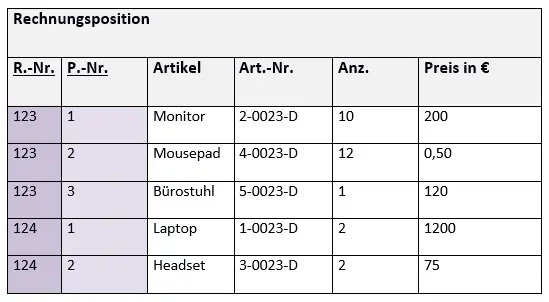 Rechnungsposition
R.-Nr. P.-Nr. Artikel Art.-Nr. Anz. Preis in €
123 1 Monitor 2-0023-D 10 200
123 2 Mousepad 4-0023-D 12 0,50
123 3 Bürostuhl 5-0023-D 1 120
124 1 Laptop 1-0023-D 2 1200
124 2 Headset 3-0023-D 2 75